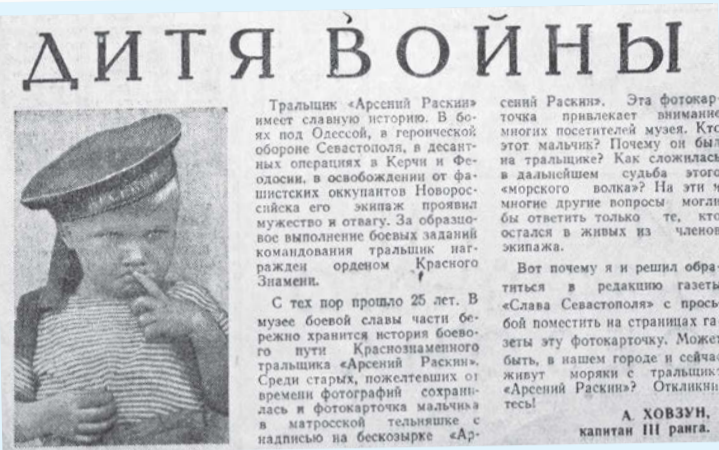 ДИТЯ ВОЙНЫ
Тральщик «Арсений Раскин»
имеет славную историю. В бо-
ях под Одессой, в героической
обороне Севастополя, в десант-
ных операциях в Керчи и Фе-
одосии, в освобождении от фа-
шистских оккупантов Новорос-
сийска его экипаж проявил
мужество и отвагу. За образцо-
вое выполнение боевых заданий
командования тральщик наг-
ражден орденом Красного
Знамени.
С тех пор прошло 25 лет. В
музее боевой славы части бе-
режно хранится история боево-
го пути Краснознаменного
тральщика «Арсений Раскин».
Среди старых, пожелтевших от
времени фотографий сохрани-
лась и фотокарточка мальчика
в матросской тельняшке с
надписью на бескозырке «Ар-
сений Раскин». Эта фотокар-
точка привлекает внимание
многих посетителей музея. Кто
этот мальчик? Почему он был
на тральщике? Как сложилась
в дальнейшем судьба этого
«морского волка»? На эти и
многие другие вопросы могли
бы ответить только те, кто
остался в живых из членов
экипажа.
Вот почему я и решил обра-
титься в редакцию газеты
«Слава Севастополя» с прось-
бой поместить на страницах га-
зеты эту фотокарточку. Может
быть, в нашем городе и сейчас
живут моряки с тральщика
«Арсений Раскин»? Откликни-
тесь!
А. ХОВЗУН,
капитан III ранга.